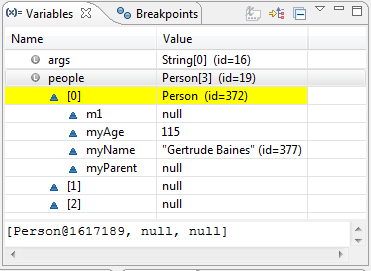 (x)= Variables Breakpoints
Name Value
args String[0] (id=16)
people Person[3] (id=19)
[0] Person (id=372)
m1 null
myAge 115
myName "Gertrude Baines" (id=377)
myParent null
[1] null
[2] null
[Person@1617189, null, null]